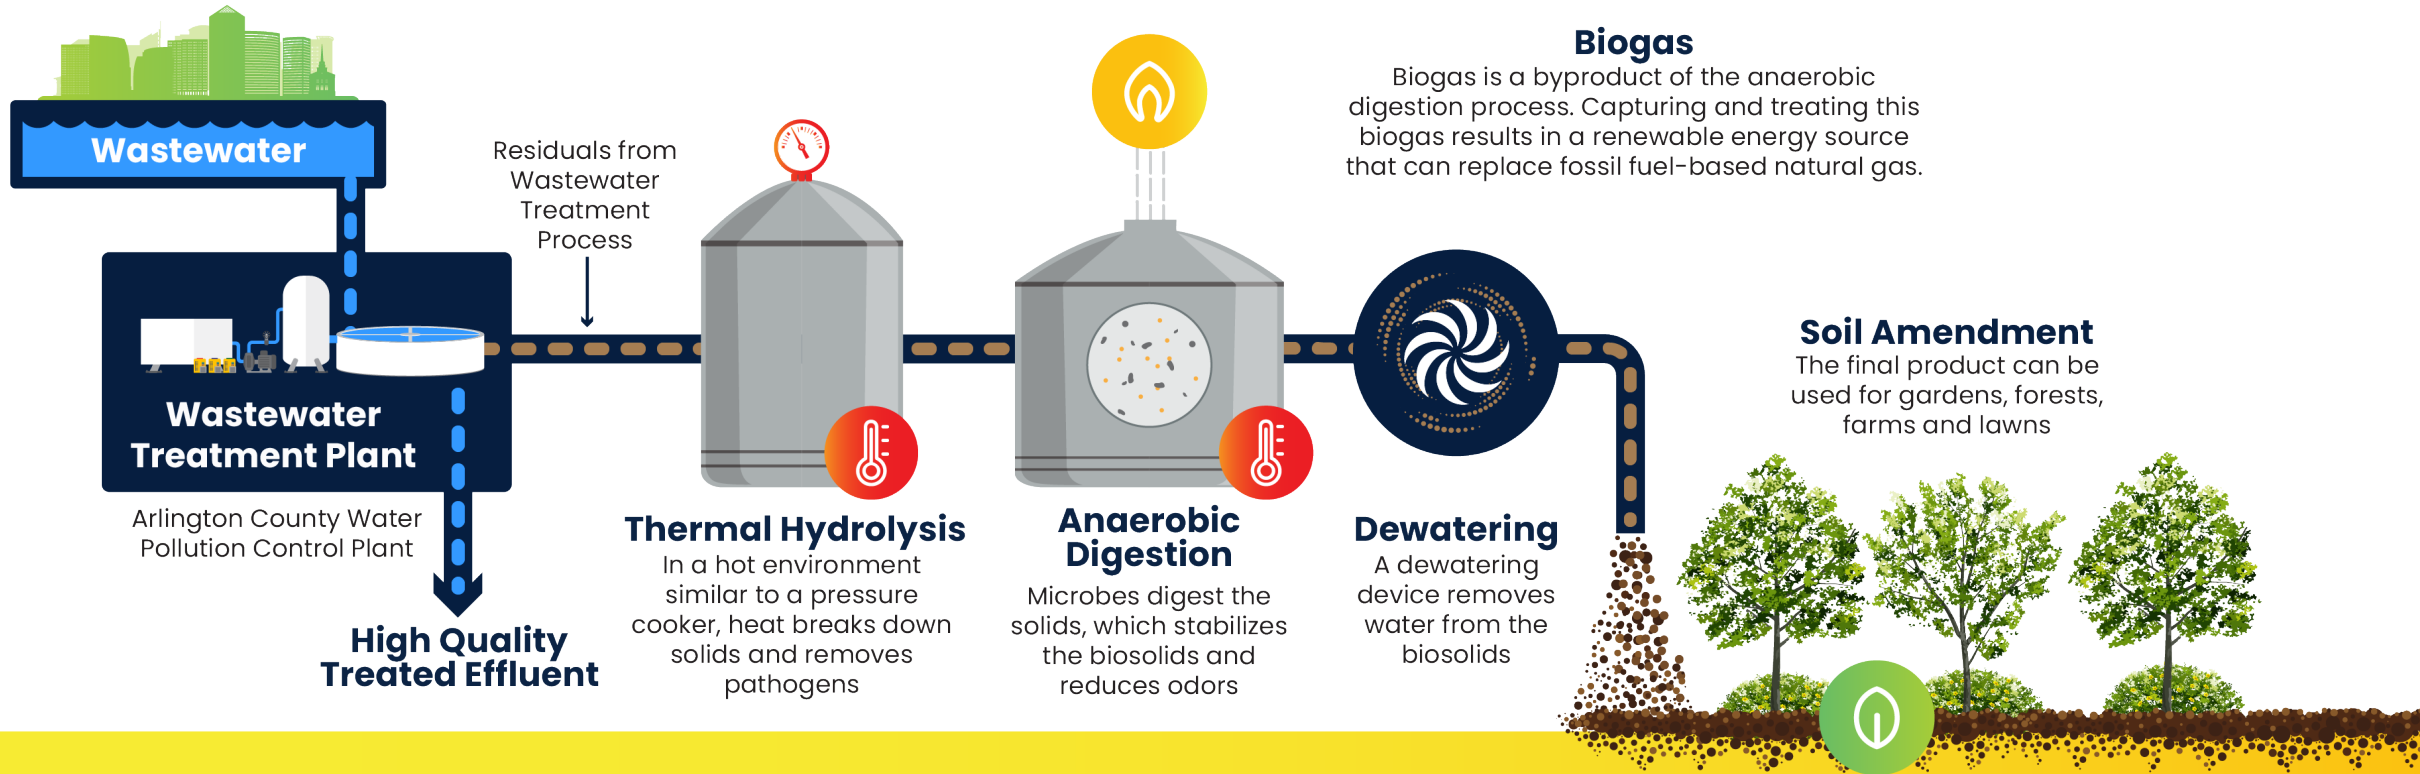 Wastewater
Wastewater
Treatment Plant
Arlington County Water
Pollution Control Plant
High Quality
Treated Effluent
Residuals from
Wastewater
Treatment
Process
Thermal Hydrolysis
In a hot environment
similar to a pressure
cooker, heat breaks down
solids and removes
pathogens
Anaerobic
Digestion
Microbes digest the
solids, which stabilizes
the biosolids and
reduces odors
Biogas
Biogas is a byproduct of the anaerobic
digestion process. Capturing and treating this
biogas results in a renewable energy source
that can replace fossil fuel-based natural gas.
Dewatering
A dewatering
device removes
water from the
biosolids
Soil Amendment
The final product can be
used for gardens, forests,
farms and lawns